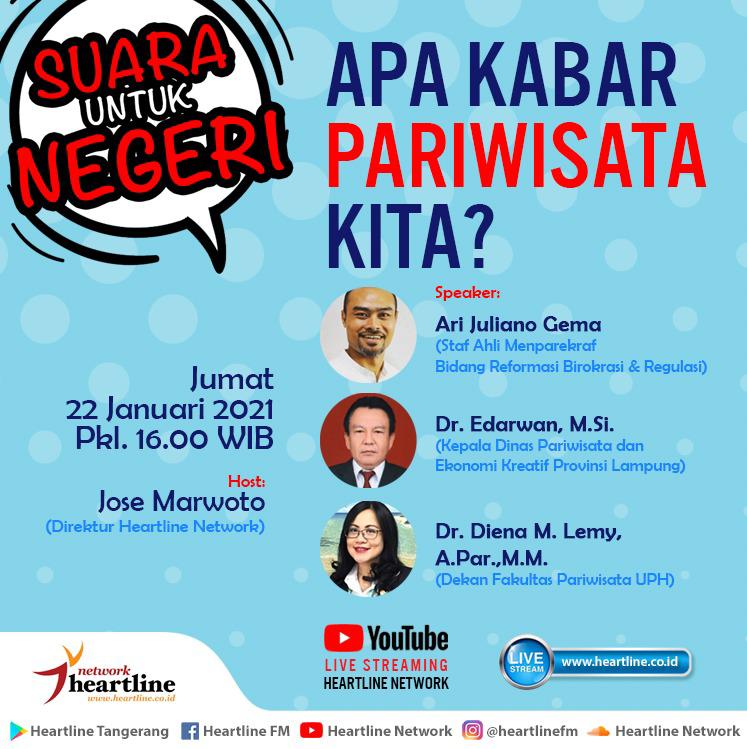 SUARA
UNTUK
NEGERI
APA KABAR
PARIWISATA
KITA?
Speaker:
Ari Juliano Gema
(Staf Ahli Menparekraf
Bidang Reformasi Birokrasi & Regulasi)
Jumat
22 Januari 2021
Pkl. 16.00 WIB
Dr. Edarwan, M.Si.
(Kepala Dinas Pariwisata dan
Ekonomi Kreatif Provinsi Lampung)
Host:
Jose Marwoto
(Direktur Heartline Network)
Dr. Diena M. Lemy,
A.Par.,M.M.
(Dekan Fakultas Pariwisata UPH)
YouTube
LIVE STREAMING
HEARTLINE NETWORK
LIVE
STREAM
www.heartline.co.id
network
heartline
www.heartline.co.id
Heartline Tangerang
Heartline FM
Heartline Network
@heartlinefm
Heartline Network